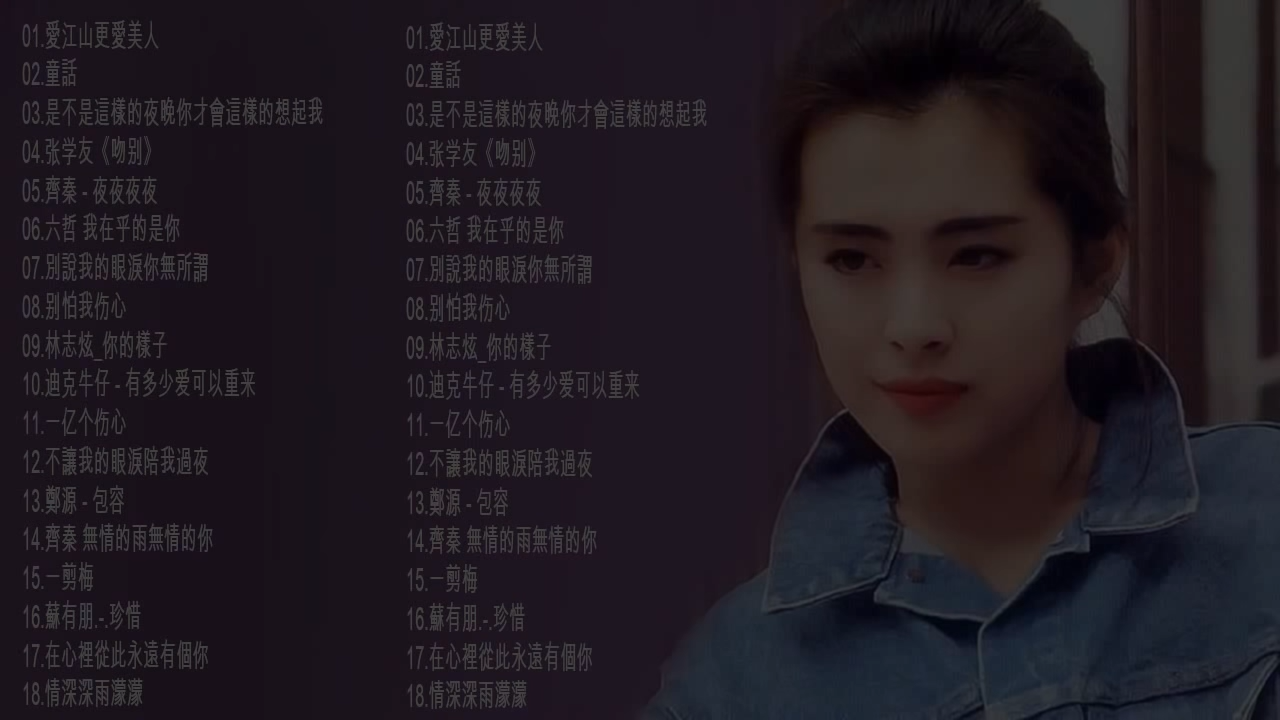 01.愛江山更愛美人
02.童話
03.是不是這樣的夜晚你才會這樣的想起我
04.张学友《吻别》
05.齊秦 - 夜夜夜夜
06.六哲 我在乎的是你
07.別說我的眼淚你無所謂
08.别怕我伤心
09.林志炫_你的樣子
10.迪克牛仔 - 有多少爱可以重来
11.一亿个伤心
12.不讓我的眼淚陪我過夜
13.鄭源 - 包容
14.齊秦 無情的雨無情的你
15.一剪梅
16.蘇有朋.-.珍惜
17.在心裡從此永遠有個你
18.情深深雨濛濛
01.愛江山更愛美人
02.童話
03.是不是這樣的夜晚你才會這樣的想起我
04.张学友《吻别》
05.齊秦 - 夜夜夜夜
06.六哲 我在乎的是你
07.別說我的眼淚你無所謂
08.别怕我伤心
09.林志炫_你的樣子
10.迪克牛仔 - 有多少爱可以重来
11.一亿个伤心
12.不讓我的眼淚陪我過夜
13.鄭源 - 包容
14.齊秦 無情的雨無情的你
15.一剪梅
16.蘇有朋.-.珍惜
17.在心裡從此永遠有個你
18.情深深雨濛濛